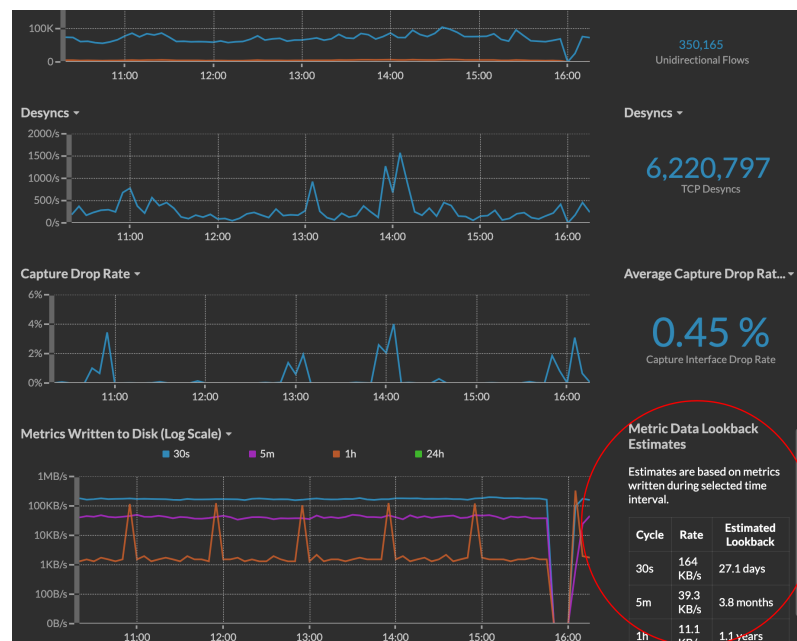 100K
0
11:00 12:00 13:00 14:00 15:00 16:00
350,165
Unidirectional Flows
Desyncs
2000/s
1500/s
1000/s
500/s
0/s
11:00 12:00 13:00 14:00 15:00 16:00
Desyncs
6,220,797
TCP Desyncs
Capture Drop Rate
6%
4%
2%
0%
11:00 12:00 13:00 14:00 15:00 16:00
Average Capture Drop Rat...
0.45 %
Capture Interface Drop Rate
Metrics Written to Disk (Log Scale)
30s 5m 1h 24h
1MB/s
100KB/s
10KB/s
1KB/s
100B/s
0B/s
11:00 12:00 13:00 14:00 15:00 16:00
Metric Data Lookback
Estimates
Estimates are based on metrics
written during selected time
interval.
Cycle Rate Estimated
Lookback
30s 164
KB/s 27.1 days
5m 39.3
KB/s 3.8 months
1h 11.1
KB/s 1.1 years